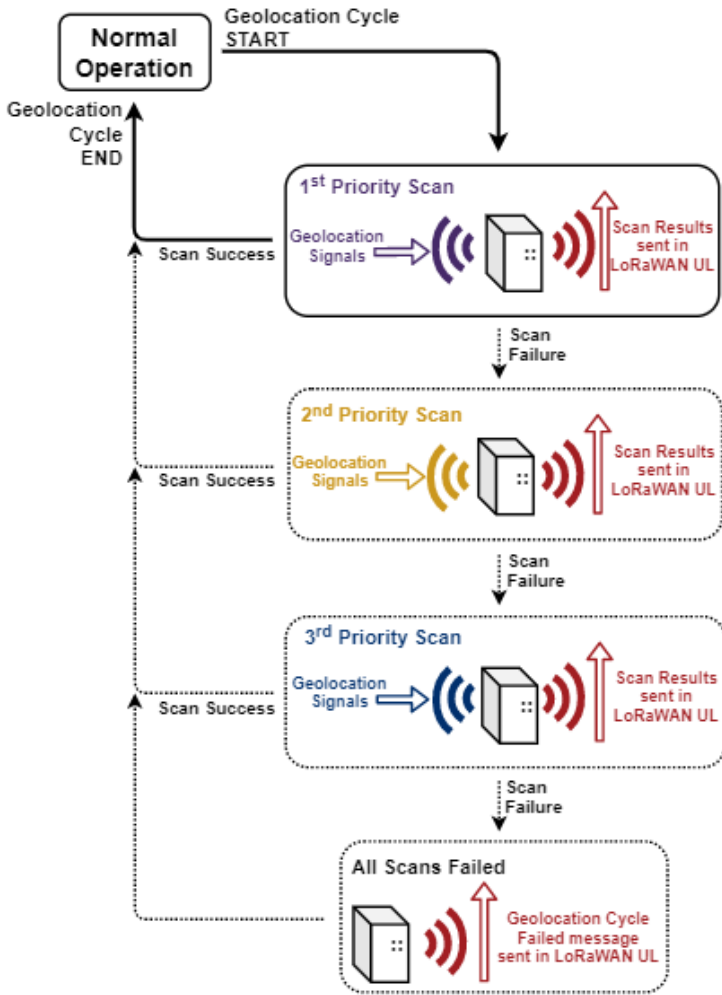 Normal
Operation
Geolocation Cycle
START
Geolocation
Cycle
END
1st Priority Scan
Geolocation
Signals
Scan Results
sent in
LoRaWAN UL
Scan Success
Scan
Failure
2nd Priority Scan
Geolocation
Signals
Scan Results
sent in
LoRaWAN UL
Scan Success
Scan
Failure
3rd Priority Scan
Geolocation
Signals
Scan Results
sent in
LoRaWAN UL
Scan Success
Scan
Failure
All Scans Failed
Geolocation Cycle
Failed message
sent in LoRaWAN UL